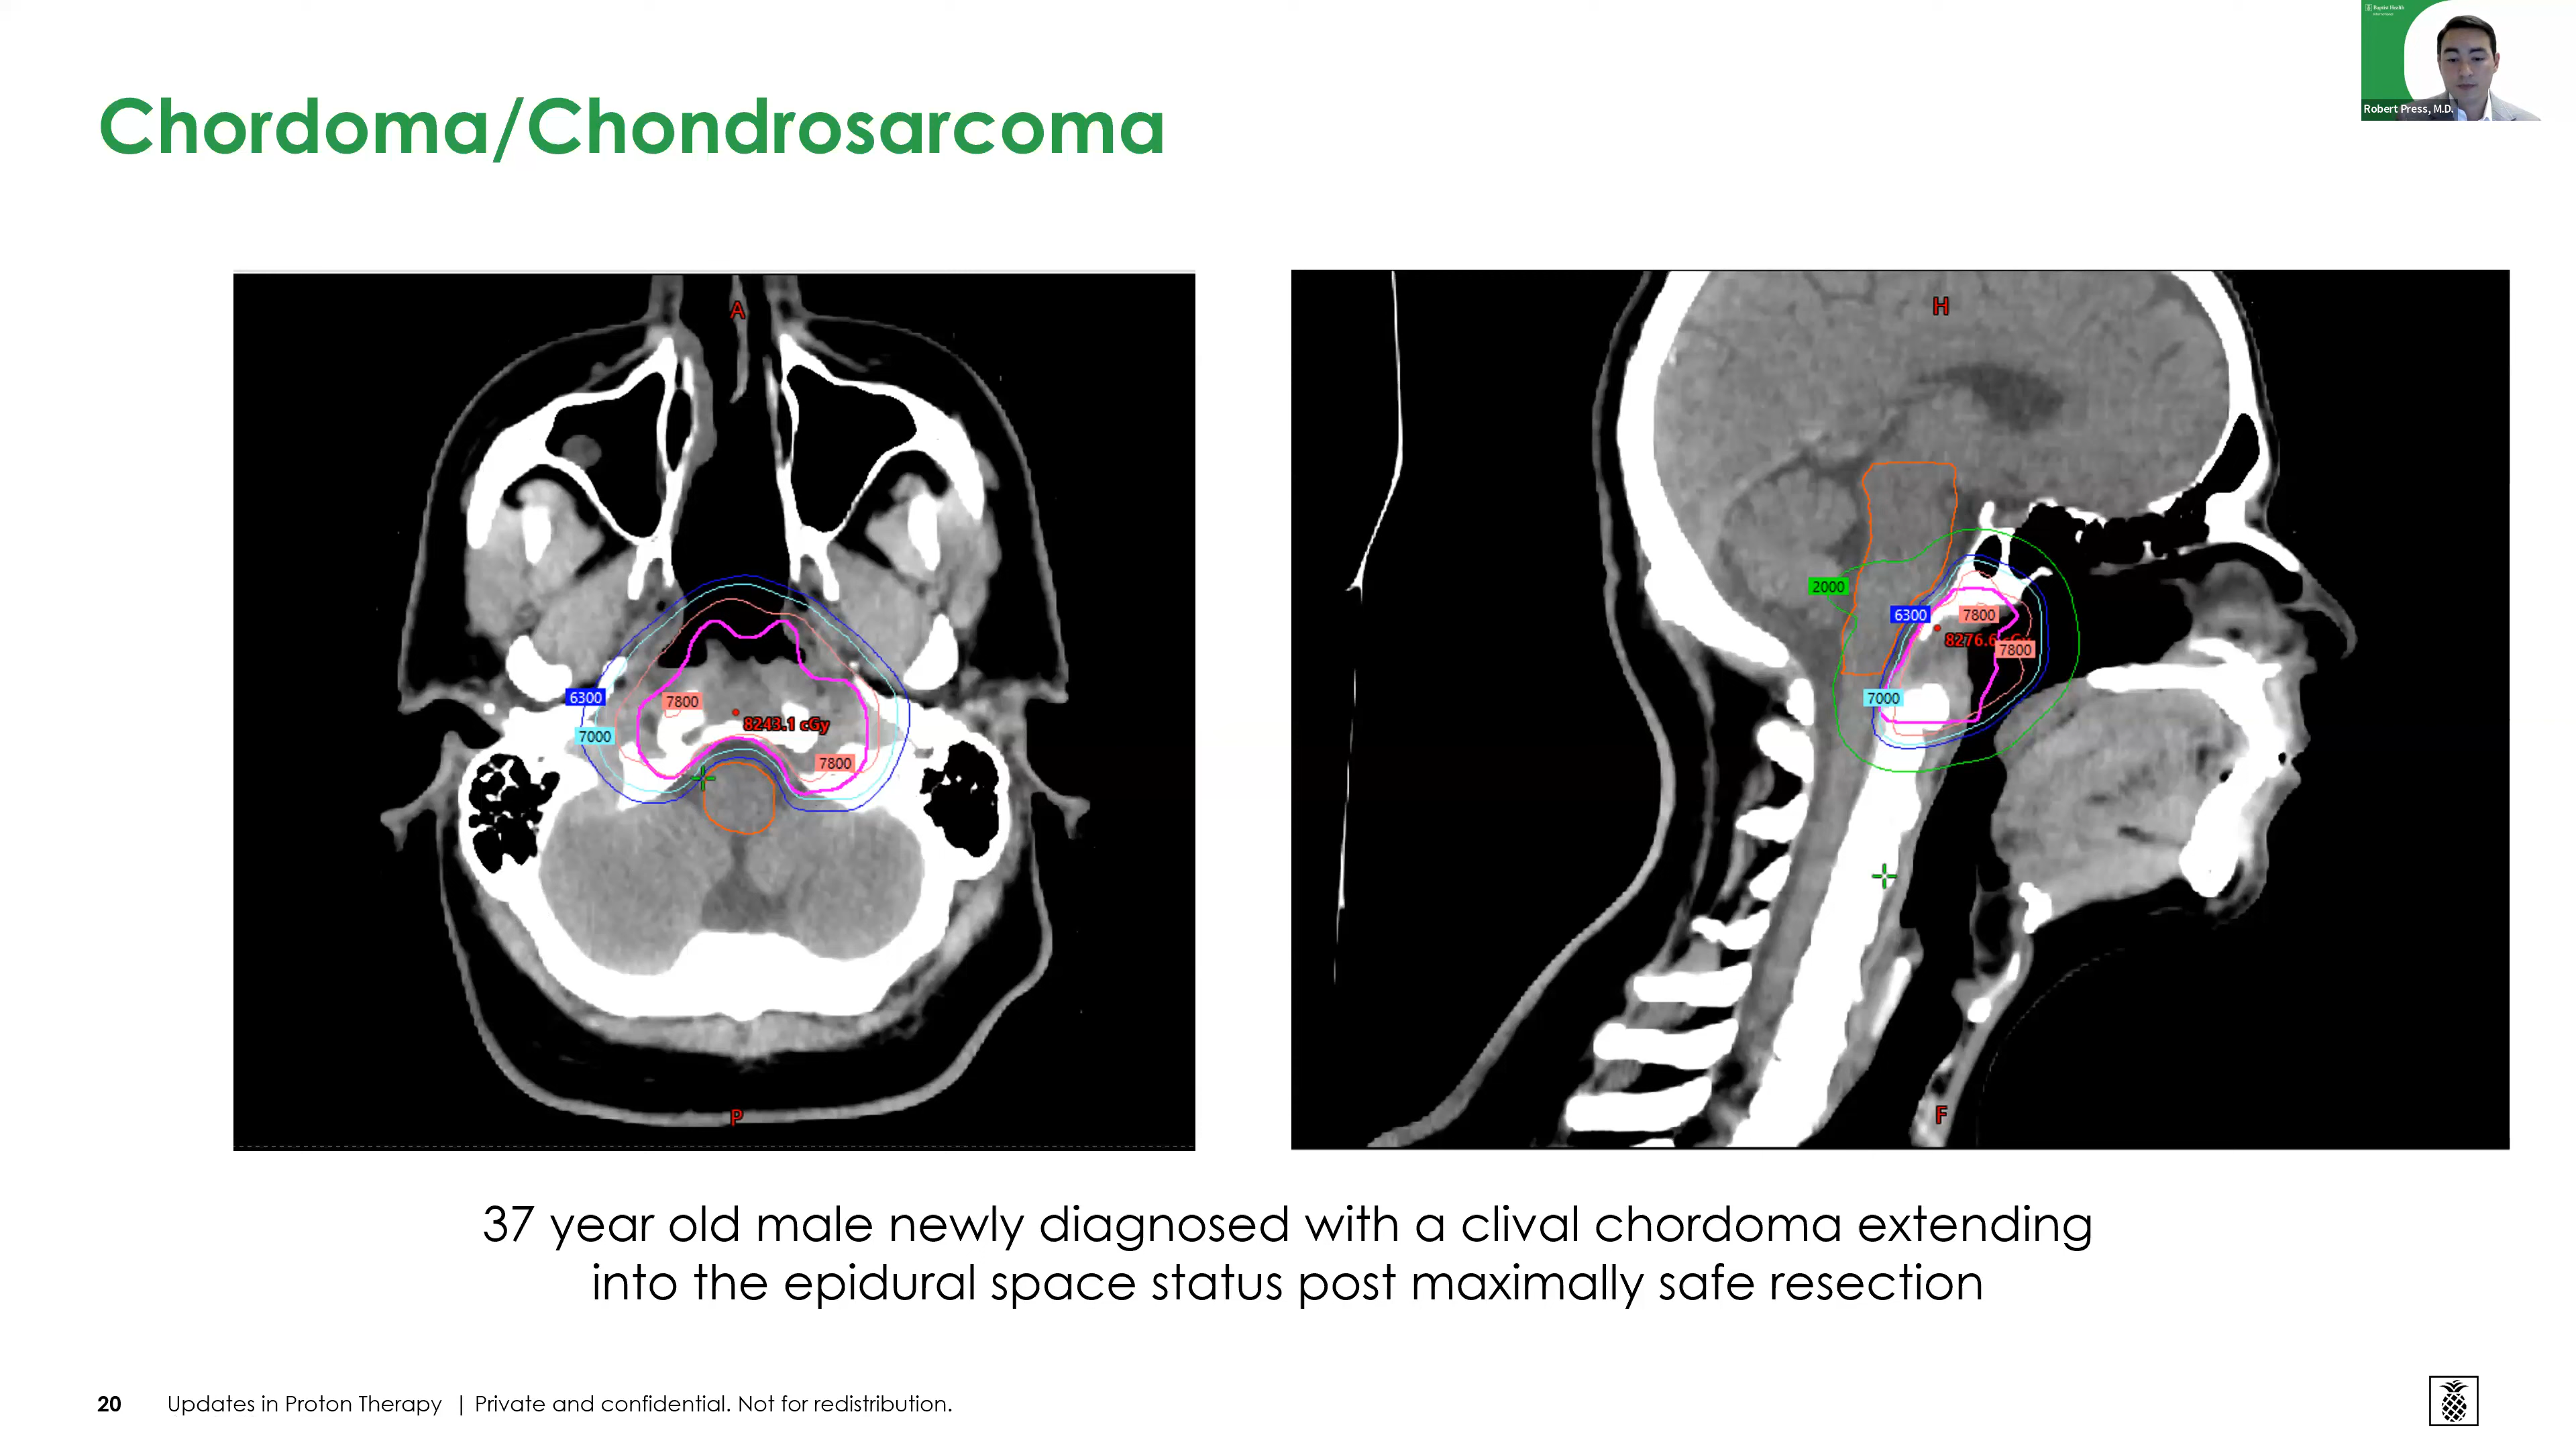 Baptist Health
Robert Press, M.D.
Chordoma/Chondrosarcoma
A
6300
7000
7800
8243.1 cGy
7800
P
H
2000
6300
7800
7800
7000
F
37 year old male newly diagnosed with a clival chordoma extending
into the epidural space status post maximally safe resection
20 Updates in Proton Therapy | Private and confidential. Not for redistribution.